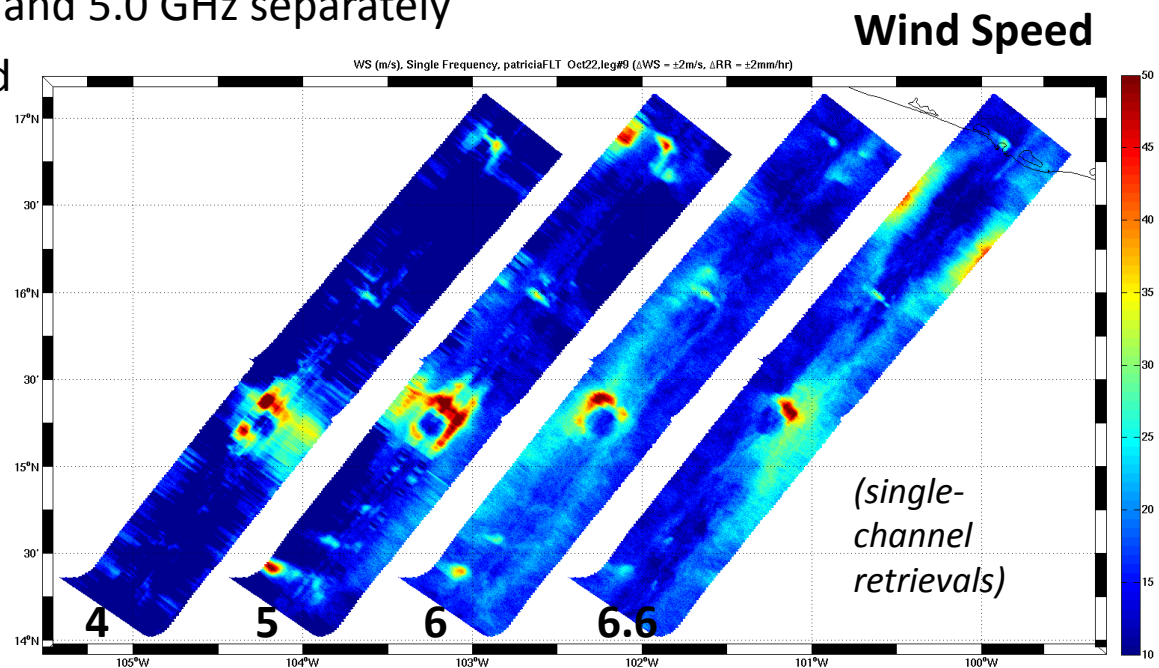 and 5.0 GHz separately
d
Wind Speed
WS (m/s), Single Frequency, patriciaFLT Oct22,leg#9 (ΔWS = ±2m/s, ΔRR = ±2mm/hr)
17°N
30'
16°N
30'
15°N
30'
14°N
105°W
104°W
103°W
102°W
101°W
100°W
50
45
40
35
30
25
20
15
10
(single-
channel
retrievals)
4
5
6
6.6